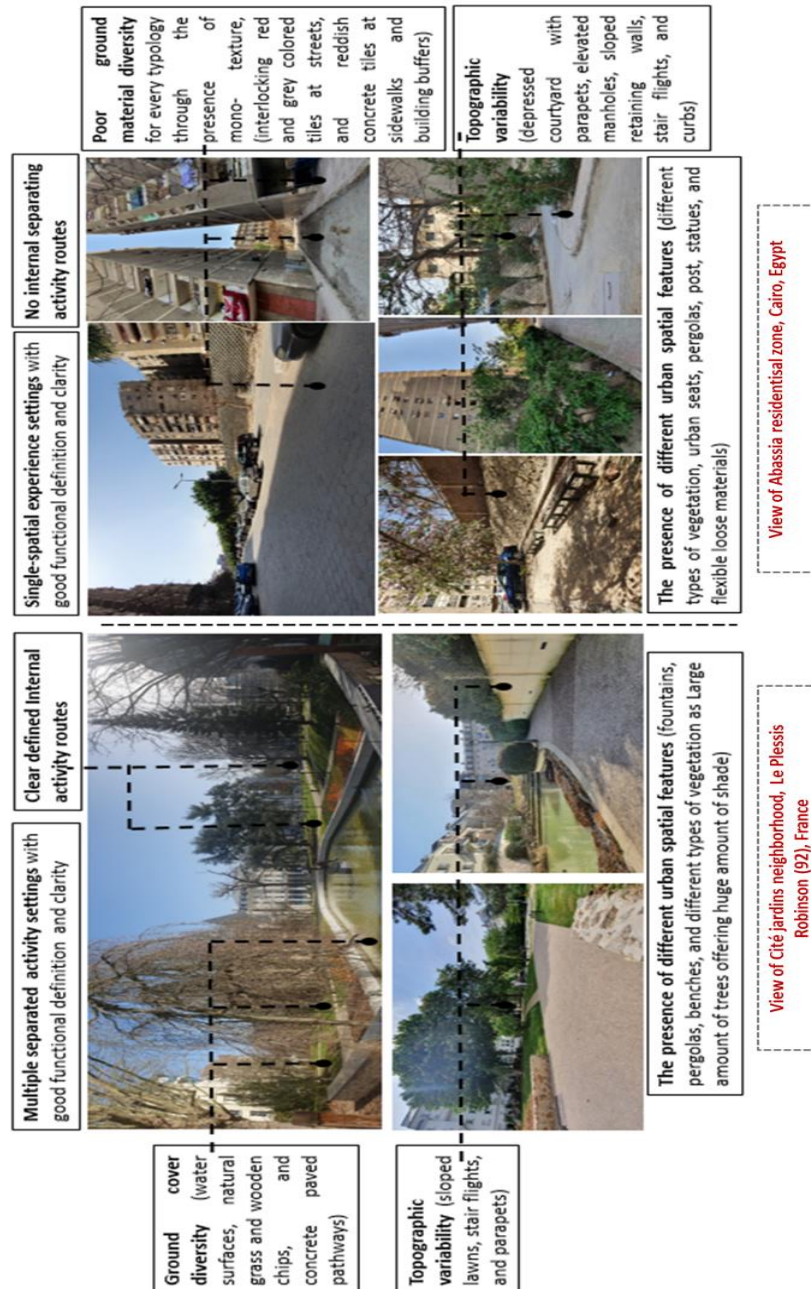 Ground cover
diversity (water
surfaces, natural
grass and wooden
chips, and
concrete paved
pathways)
Multiple separated activity settings with
good functional definition and clarity
Clear defined Internal
activity routes
Topographic
variability (sloped
lawns, stair flights,
and parapets)
The presence of different urban spatial features (fountains,
pergolas, benches, and different types of vegetation as Large
amount of trees offering huge amount of shade)
View of Cité jardins neighborhood, Le Plessis
Robinson (92), France
Single-spatial experience settings with
good functional definition and clarity
No internal separating
activity routes
Poor ground
material diversity
for every typology
through the
presence of
mono- texture,
(interlocking red
and grey colored
tiles at streets,
and reddish
concrete tiles at
sidewalks and
building buffers)
Topographic
variability
(depressed
courtyard with
parapets, elevated
manholes, sloped
retaining walls,
stair flights, and
curbs)
The presence of different urban spatial features (different
types of vegetation, urban seats, pergolas, post, statues, and
flexible loose materials)
View of Abassia residentisal zone, Cairo, Egypt